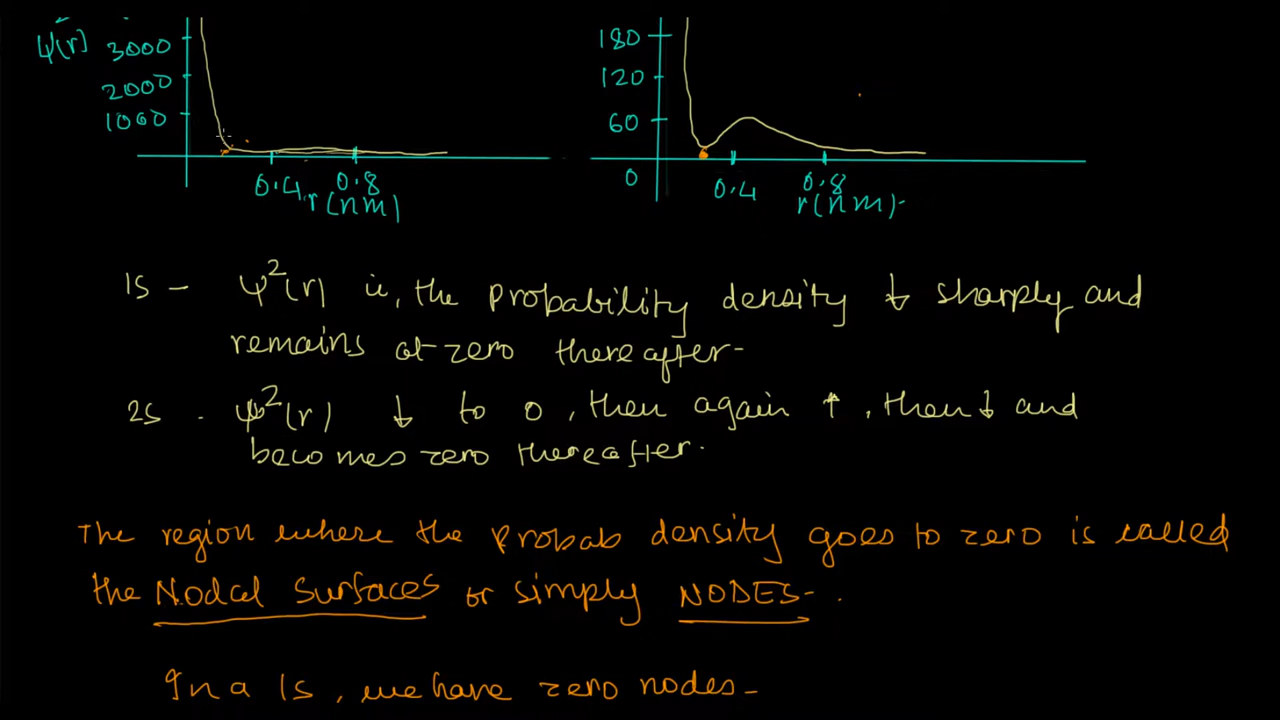 ψ²(r) 3000
2000
1000
0.4 0.8
r(nm)
180
120
60
0
0.4 0.8
r(nm).
1s - ψ²(r) ie, the probability density ↓ sharply and
remains at zero thereafter-
2s . ψ²(r) ↓ to 0, then again ↑, then ↓ and
becomes zero thereafter.
The region where the probab density goes to zero is called
the Nodal Surfaces or simply NODES-.
In a 1s, we have zero nodes-